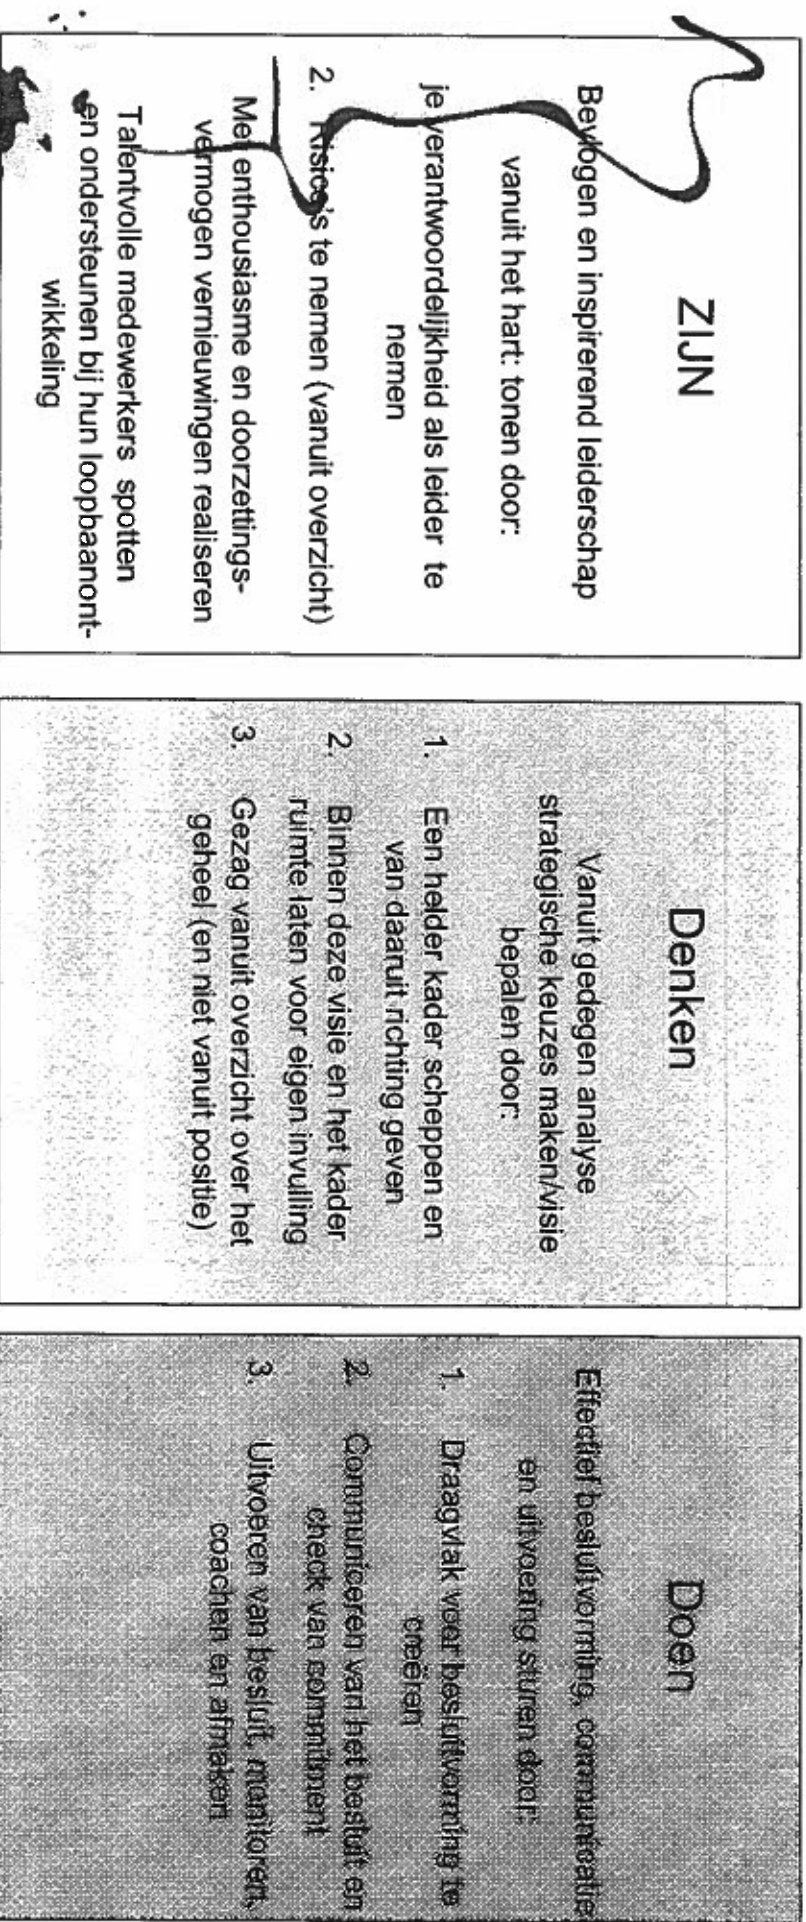 ZIJN
Bevlogen en inspirerend leiderschap
vanuit het hart: tonen door:
je verantwoordelijkheid als leider te
nemen
2. Risico's te nemen (vanuit overzicht)
Met enthousiasme en doorzettings-
vermogen vernieuwingen realiseren
Talentvolle medewerkers spotten
en ondersteunen bij hun loopbaanont-
wikkeling
Denken
Vanuit gedegen analyse
strategische keuzes maken/visie
bepalen door:
1. Een helder kader scheppen en
van daaruit richting geven
2. Binnen deze visie en het kader
ruimte laten voor eigen invulling
3. Gezag vanuit overzicht over het
geheel (en niet vanuit positie)
Doen
Effectief besluitvorming, communicatie
en uitvoering sturen door:
1. Draagvlak voor besluitvorming te
creëren
2. Communiceren van het besluit en
check van commitment
3. Uitvoeren van besluit, monitoren,
coachen en afmaken